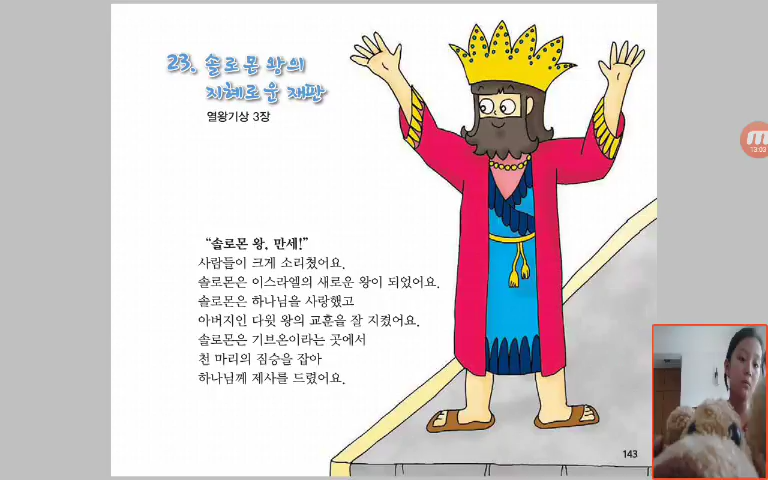 23. 솔로몬 왕의
지혜로운 재판
열왕기상 3장
“솔로몬 왕, 만세!”
사람들이 크게 소리쳤어요.
솔로몬은 이스라엘의 새로운 왕이 되었어요.
솔로몬은 하나님을 사랑했고
아버지인 다윗 왕의 교훈을 잘 지켰어요.
솔로몬은 기브온이라는 곳에서
천 마리의 짐승을 잡아
하나님께 제사를 드렸어요.
143
13:03